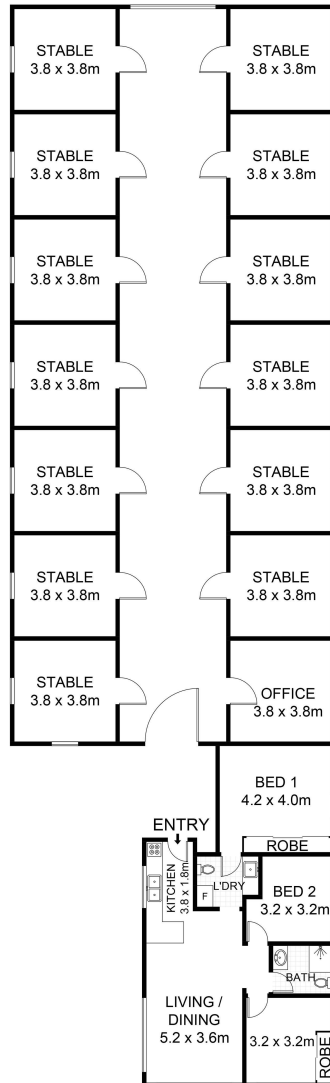 STABLE
3.8 x 3.8m
STABLE
3.8 x 3.8m
STABLE
3.8 x 3.8m
STABLE
3.8 x 3.8m
STABLE
3.8 x 3.8m
STABLE
3.8 x 3.8m
STABLE
3.8 x 3.8m
STABLE
3.8 x 3.8m
STABLE
3.8 x 3.8m
STABLE
3.8 x 3.8m
STABLE
3.8 x 3.8m
STABLE
3.8 x 3.8m
STABLE
3.8 x 3.8m
OFFICE
3.8 x 3.8m
BED 1
4.2 x 4.0m
ROBE
ENTRY
KITCHEN
3.8 x 1.8m
L'DRY
F
BED 2
3.2 x 3.2m
BATH
LIVING /
DINING
5.2 x 3.6m
3.2 x 3.2m
ROBE